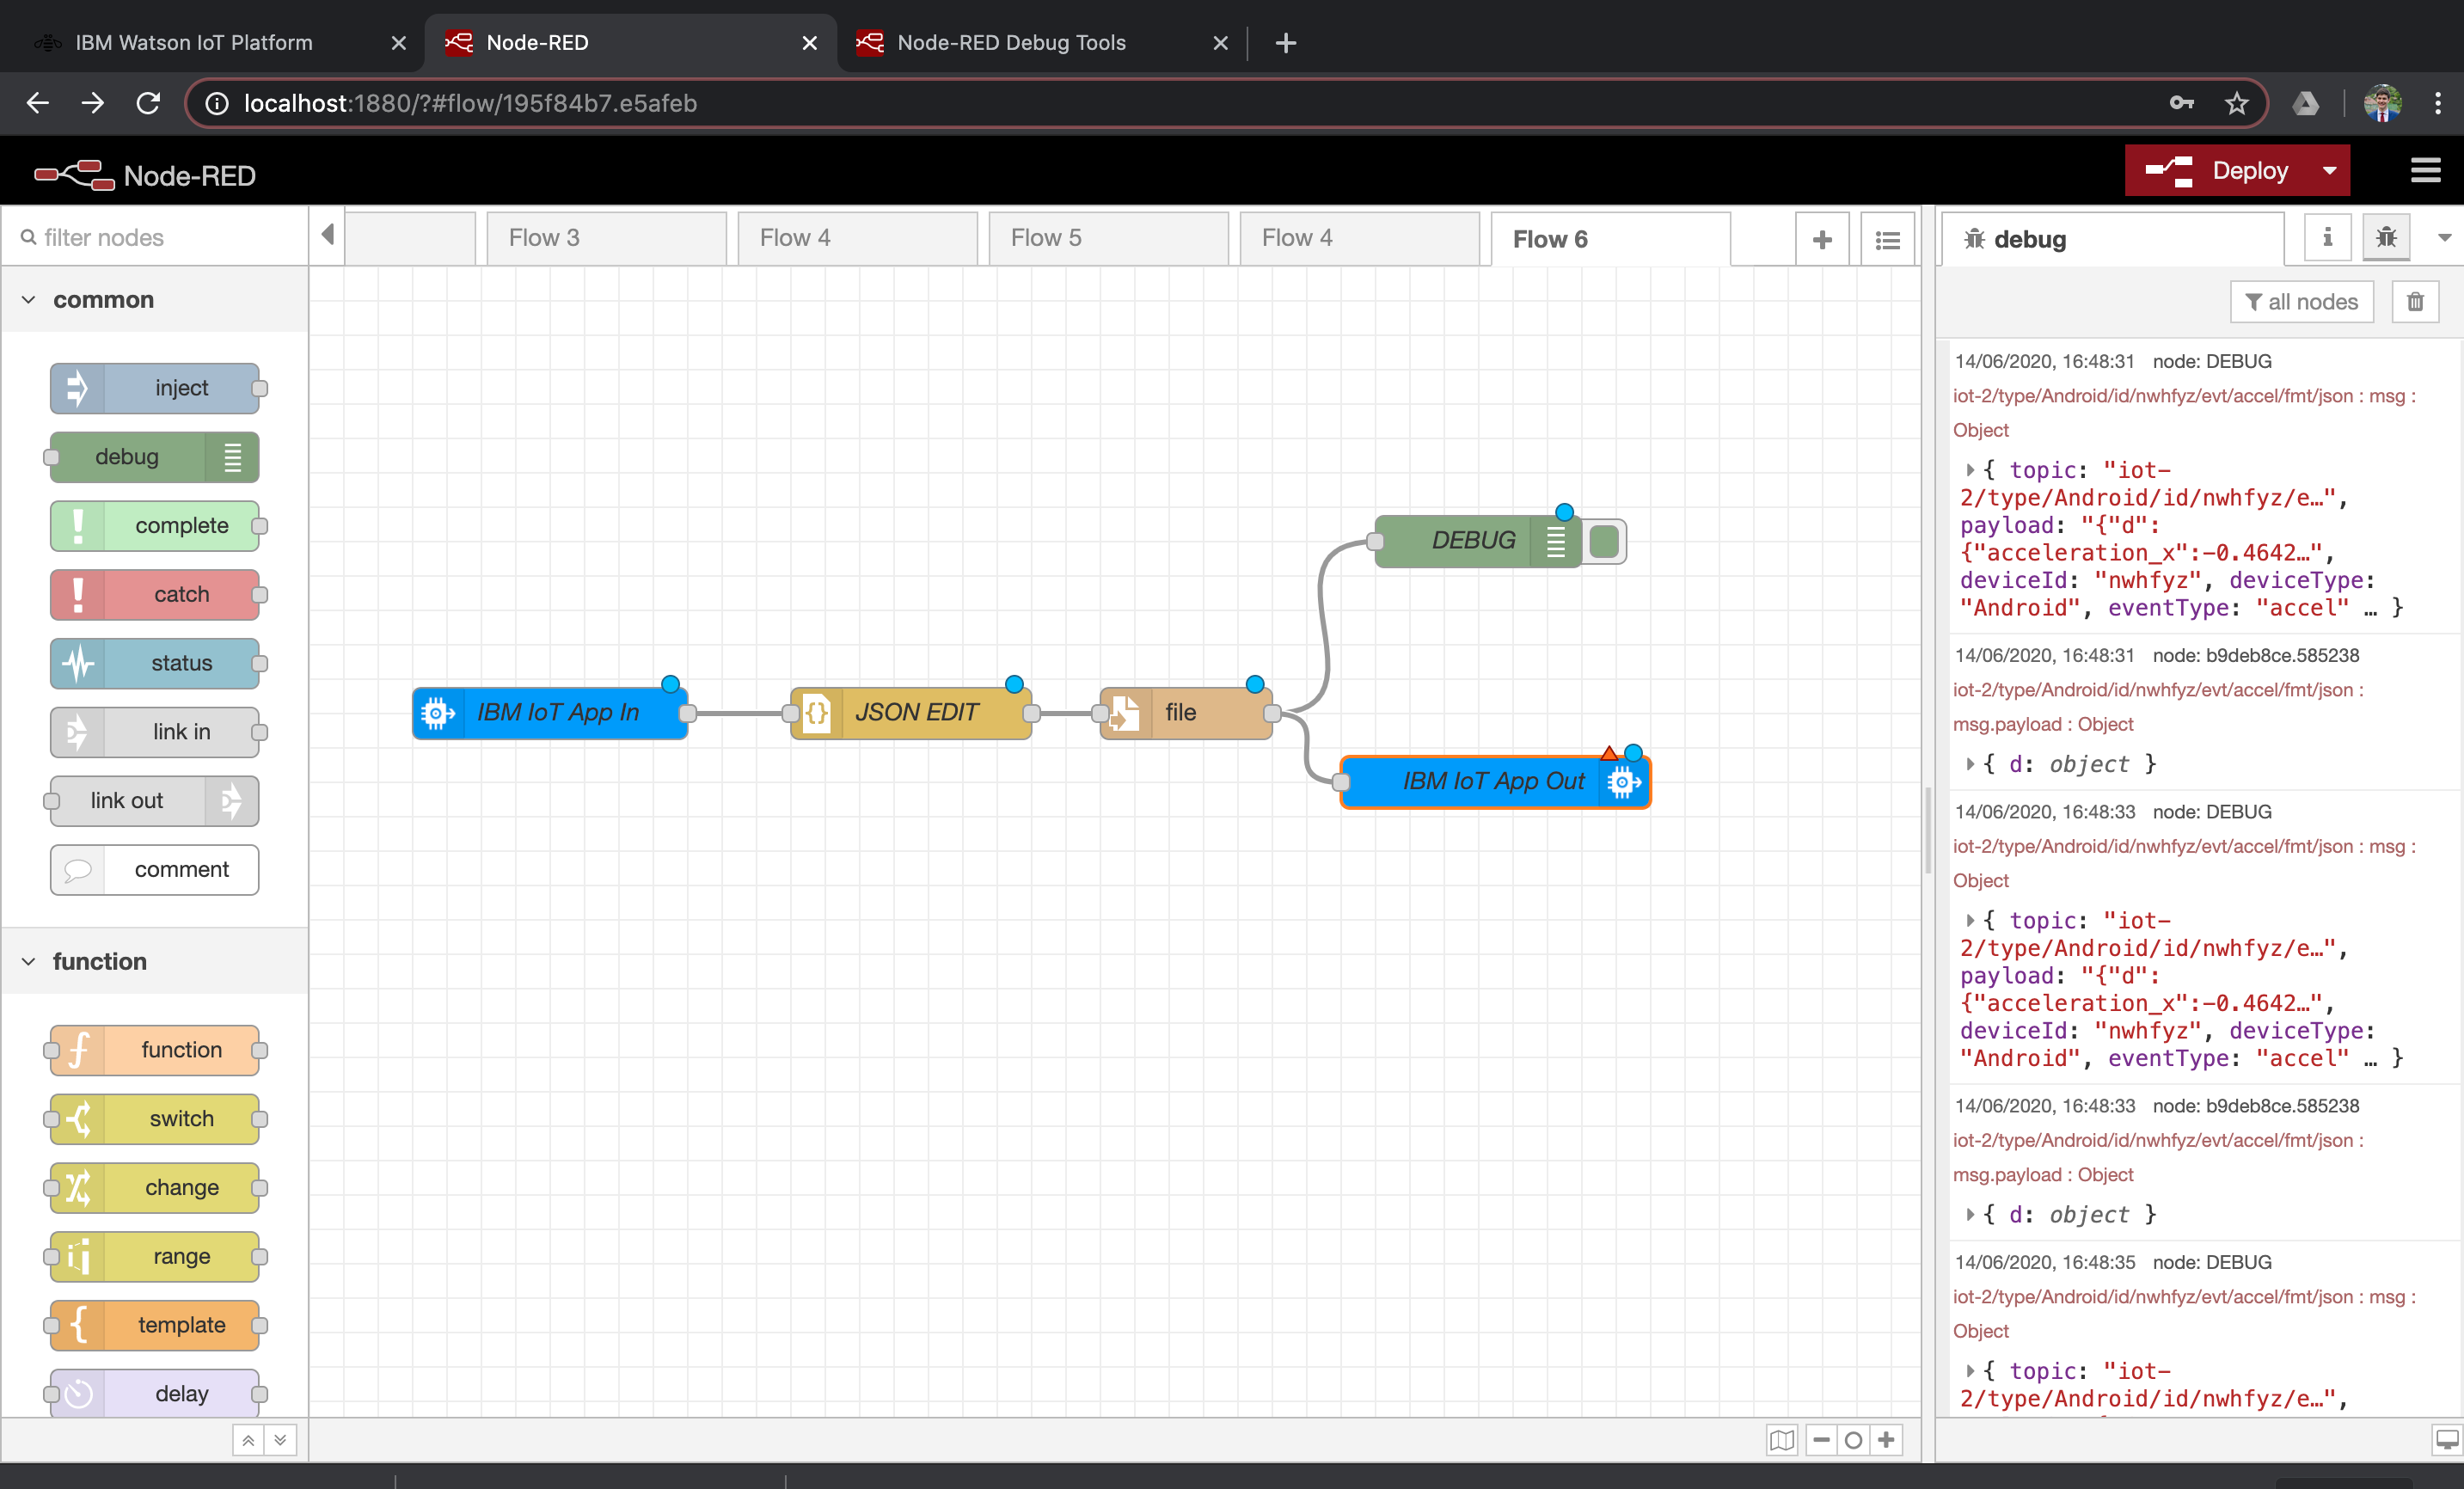 IBM Watson IoT Platform
Node-RED
Node-RED Debug Tools
localhost:1880/?#flow/195f84b7.e5afeb
Node-RED
Deploy
filter nodes
Flow 3
Flow 4
Flow 5
Flow 4
Flow 6
debug
i
all nodes
common
inject
debug
complete
catch
status
link in
link out
comment
function
function
switch
change
range
template
delay
IBM IoT App In
JSON EDIT
file
DEBUG
IBM IoT App Out
14/06/2020, 16:48:31 node: DEBUG
iot-2/type/Android/id/nwhfyz/evt/accel/fmt/json : msg :
Object
{ topic: "iot-
2/type/Android/id/nwhfyz/e…",
payload: "{"d":
{"acceleration_x":-0.4642…",
deviceId: "nwhfyz", deviceType:
"Android", eventType: "accel" … }
14/06/2020, 16:48:31 node: b9deb8ce.585238
iot-2/type/Android/id/nwhfyz/evt/accel/fmt/json :
msg.payload : Object
{ d: object }
14/06/2020, 16:48:33 node: DEBUG
iot-2/type/Android/id/nwhfyz/evt/accel/fmt/json : msg :
Object
{ topic: "iot-
2/type/Android/id/nwhfyz/e…",
payload: "{"d":
{"acceleration_x":-0.4642…",
deviceId: "nwhfyz", deviceType:
"Android", eventType: "accel" … }
14/06/2020, 16:48:33 node: b9deb8ce.585238
iot-2/type/Android/id/nwhfyz/evt/accel/fmt/json :
msg.payload : Object
{ d: object }
14/06/2020, 16:48:35 node: DEBUG
iot-2/type/Android/id/nwhfyz/evt/accel/fmt/json : msg :
Object
{ topic: "iot-
2/type/Android/id/nwhfyz/e…",